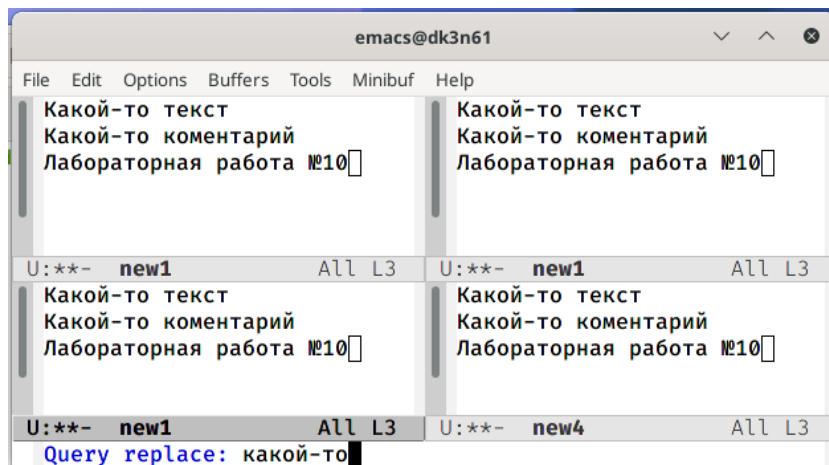 emacs@dk3n61
File Edit Options Buffers Tools Minibuf Help
Какой-то текст
Какой-то коментарий
Лабораторная работа №10
U:**- new1 All L3
Какой-то текст
Какой-то коментарий
Лабораторная работа №10
U:**- new1 All L3
Какой-то текст
Какой-то коментарий
Лабораторная работа №10
U:**- new1 All L3
Какой-то текст
Какой-то коментарий
Лабораторная работа №10
U:**- new4 All L3
Query replace: какой-то